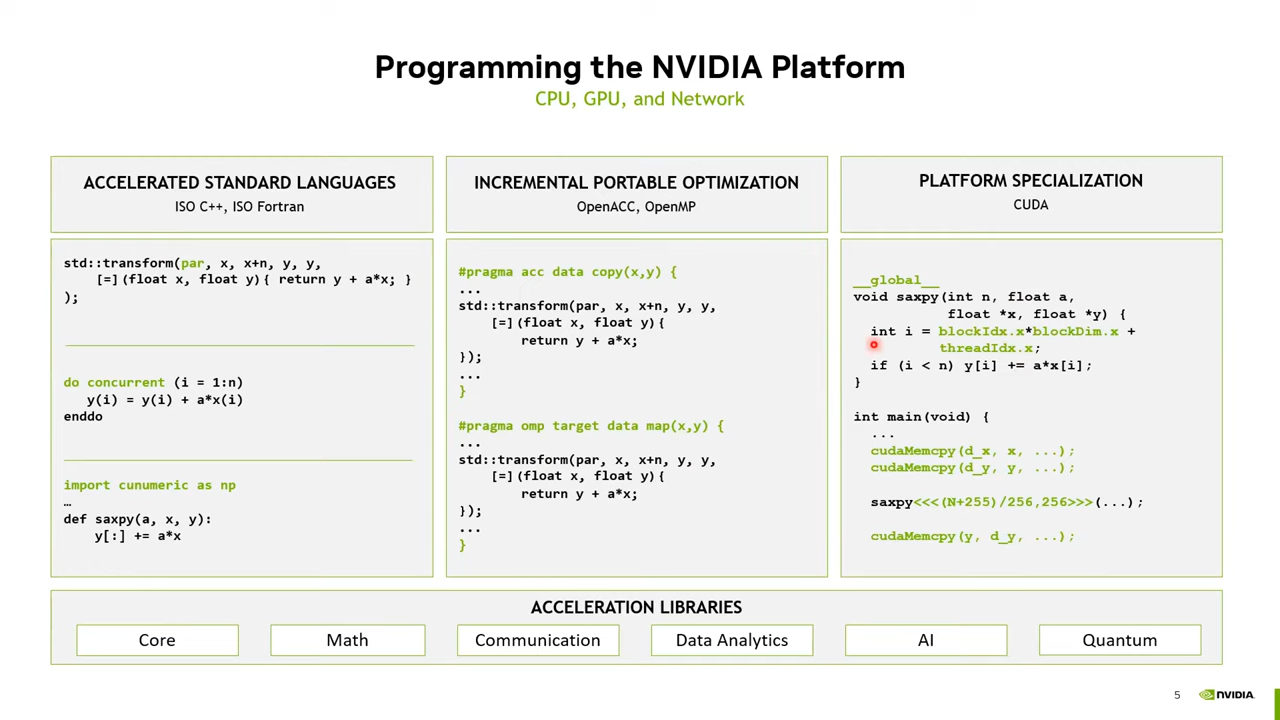 Programming the NVIDIA Platform
CPU, GPU, and Network
ACCELERATED STANDARD LANGUAGES
ISO C++, ISO Fortran
std::transform(par, x, x+n, y, y,
    [=](float x, float y){ return y + a*x; }
);
do concurrent (i = 1:n)
   y(i) = y(i) + a*x(i)
enddo
import cunumeric as np
…
def saxpy(a, x, y):
    y[:] += a*x
INCREMENTAL PORTABLE OPTIMIZATION
OpenACC, OpenMP
#pragma acc data copy(x,y) {
...
std::transform(par, x, x+n, y, y,
    [=](float x, float y){
        return y + a*x;
});
...
}
#pragma omp target data map(x,y) {
...
std::transform(par, x, x+n, y, y,
    [=](float x, float y){
        return y + a*x;
});
...
}
PLATFORM SPECIALIZATION
CUDA
__global__
void saxpy(int n, float a,
           float *x, float *y) {
  int i = blockIdx.x*blockDim.x +
          threadIdx.x;
  if (i < n) y[i] += a*x[i];
}
int main(void) {
  ...
  cudaMemcpy(d_x, x, ...);
  cudaMemcpy(d_y, y, ...);
  saxpy<<<(N+255)/256,256>>>(...);
  cudaMemcpy(y, d_y, ...);
ACCELERATION LIBRARIES
Core
Math
Communication
Data Analytics
AI
Quantum
5
NVIDIA.